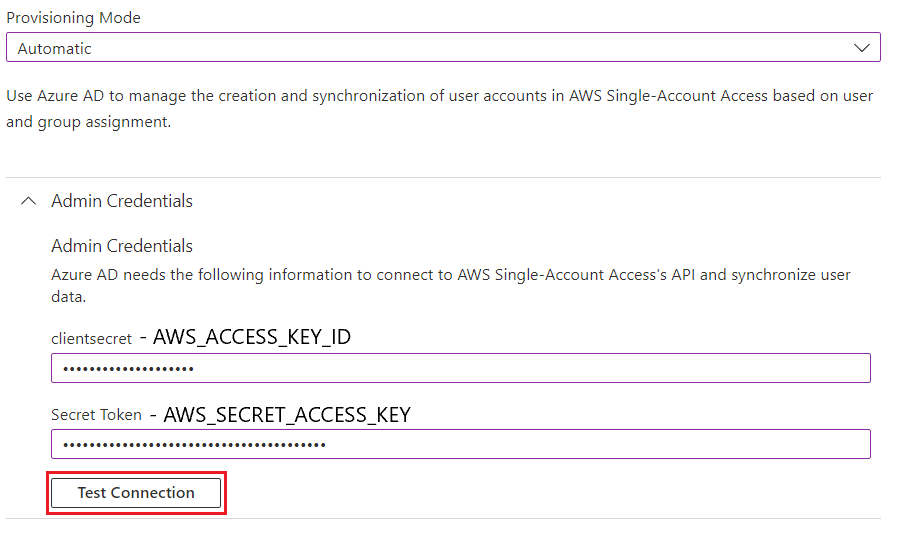 Provisioning Mode
Automatic
Use Azure AD to manage the creation and synchronization of user accounts in AWS Single-Account Access based on user
and group assignment.
Admin Credentials
Admin Credentials
Azure AD needs the following information to connect to AWS Single-Account Access's API and synchronize user
data.
clientsecret - AWS_ACCESS_KEY_ID
••••••••••••••••••••
Secret Token - AWS_SECRET_ACCESS_KEY
••••••••••••••••••••••••••••••••••••••••
Test Connection